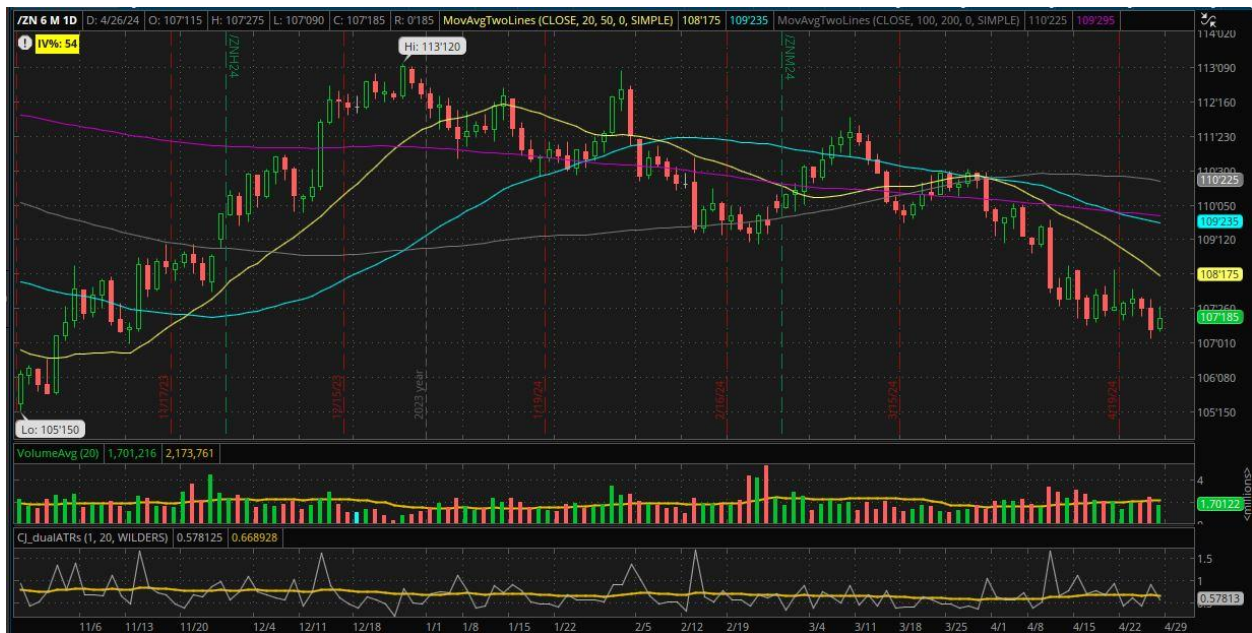 /ZN 6 M 1D D: 4/26/24 O: 107'115 H: 107'275 L: 107'090 C: 107'185 R: 0'185 MovAvgTwoLines (CLOSE, 20, 50, 0, SIMPLE) 108'175 109'235 MovAvgTwoLines (CLOSE, 100, 200, 0, SIMPLE) 110'225 109'295
IV%: 54
/ZNH24
Hi: 113'120
/ZNM24
114'020
113'090
112'160
111'230
110'300
110'225
110'050
109'235
109'120
108'175
107'260
107'185
107'010
106'080
105'150
11/17/23
12/15/23
2023 year
1/19/24
2/16/24
3/15/24
4/19/24
Lo: 105'150
VolumeAvg (20) 1,701,216 2,173,761
4
1.70122
<millions>
CJ_dualATRs (1, 20, WILDERS) 0.578125 0.668928
1.5
1
0.57813
11/6 11/13 11/20 12/4 12/11 12/18 1/1 1/8 1/15 1/22 2/5 2/12 2/19 3/4 3/11 3/18 3/25 4/1 4/8 4/15 4/22 4/29